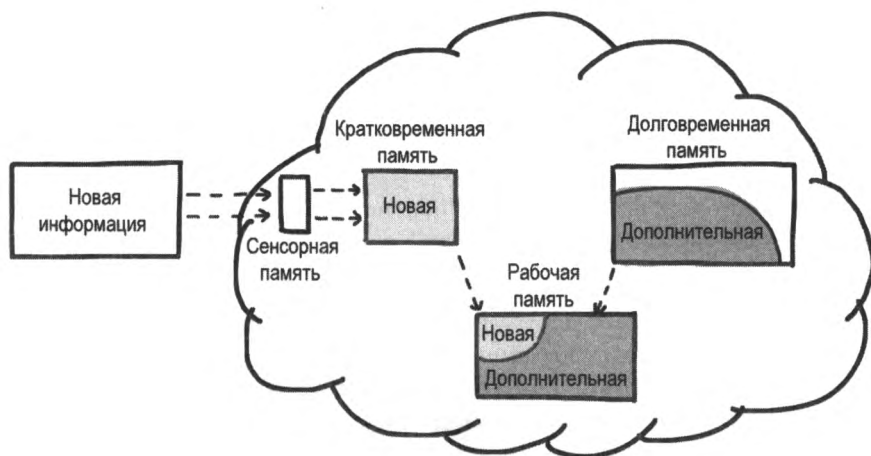 Новая
информация
Сенсорная
память
Кратковременная
память
Новая
Долговременная
память
Дополнительная
Рабочая
память
Новая
Дополнительная